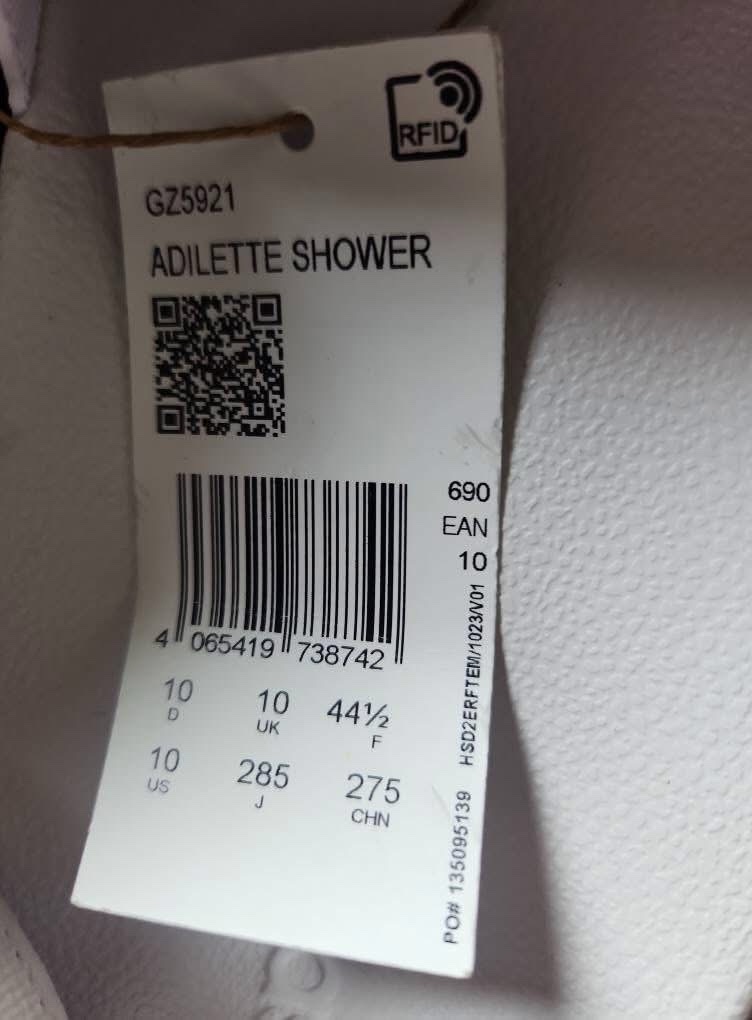 RFID
GZ5921
ADILETTE SHOWER
690
EAN
10
4 065419 738742
10 10 44½
D UK F
10 285 275
US J CHN
PO# 135095139 HSD2ERFTEM/1023/V01